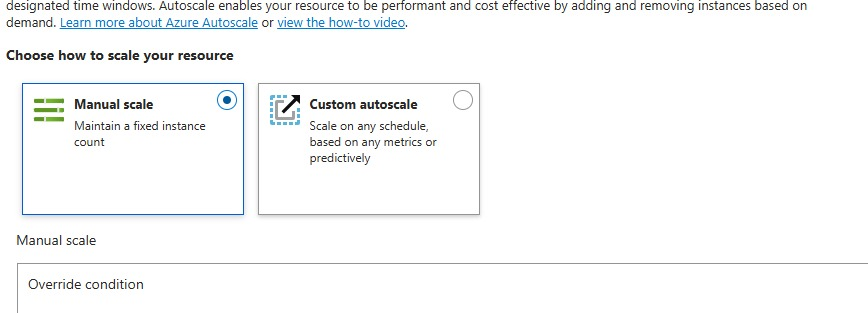 designated time windows. Autoscale enables your resource to be performant and cost effective by adding and removing instances based on
demand. Learn more about Azure Autoscale or view the how-to video.
Choose how to scale your resource
Manual scale
Maintain a fixed instance
count
Custom autoscale
Scale on any schedule,
based on any metrics or
predictively
Manual scale
Override condition